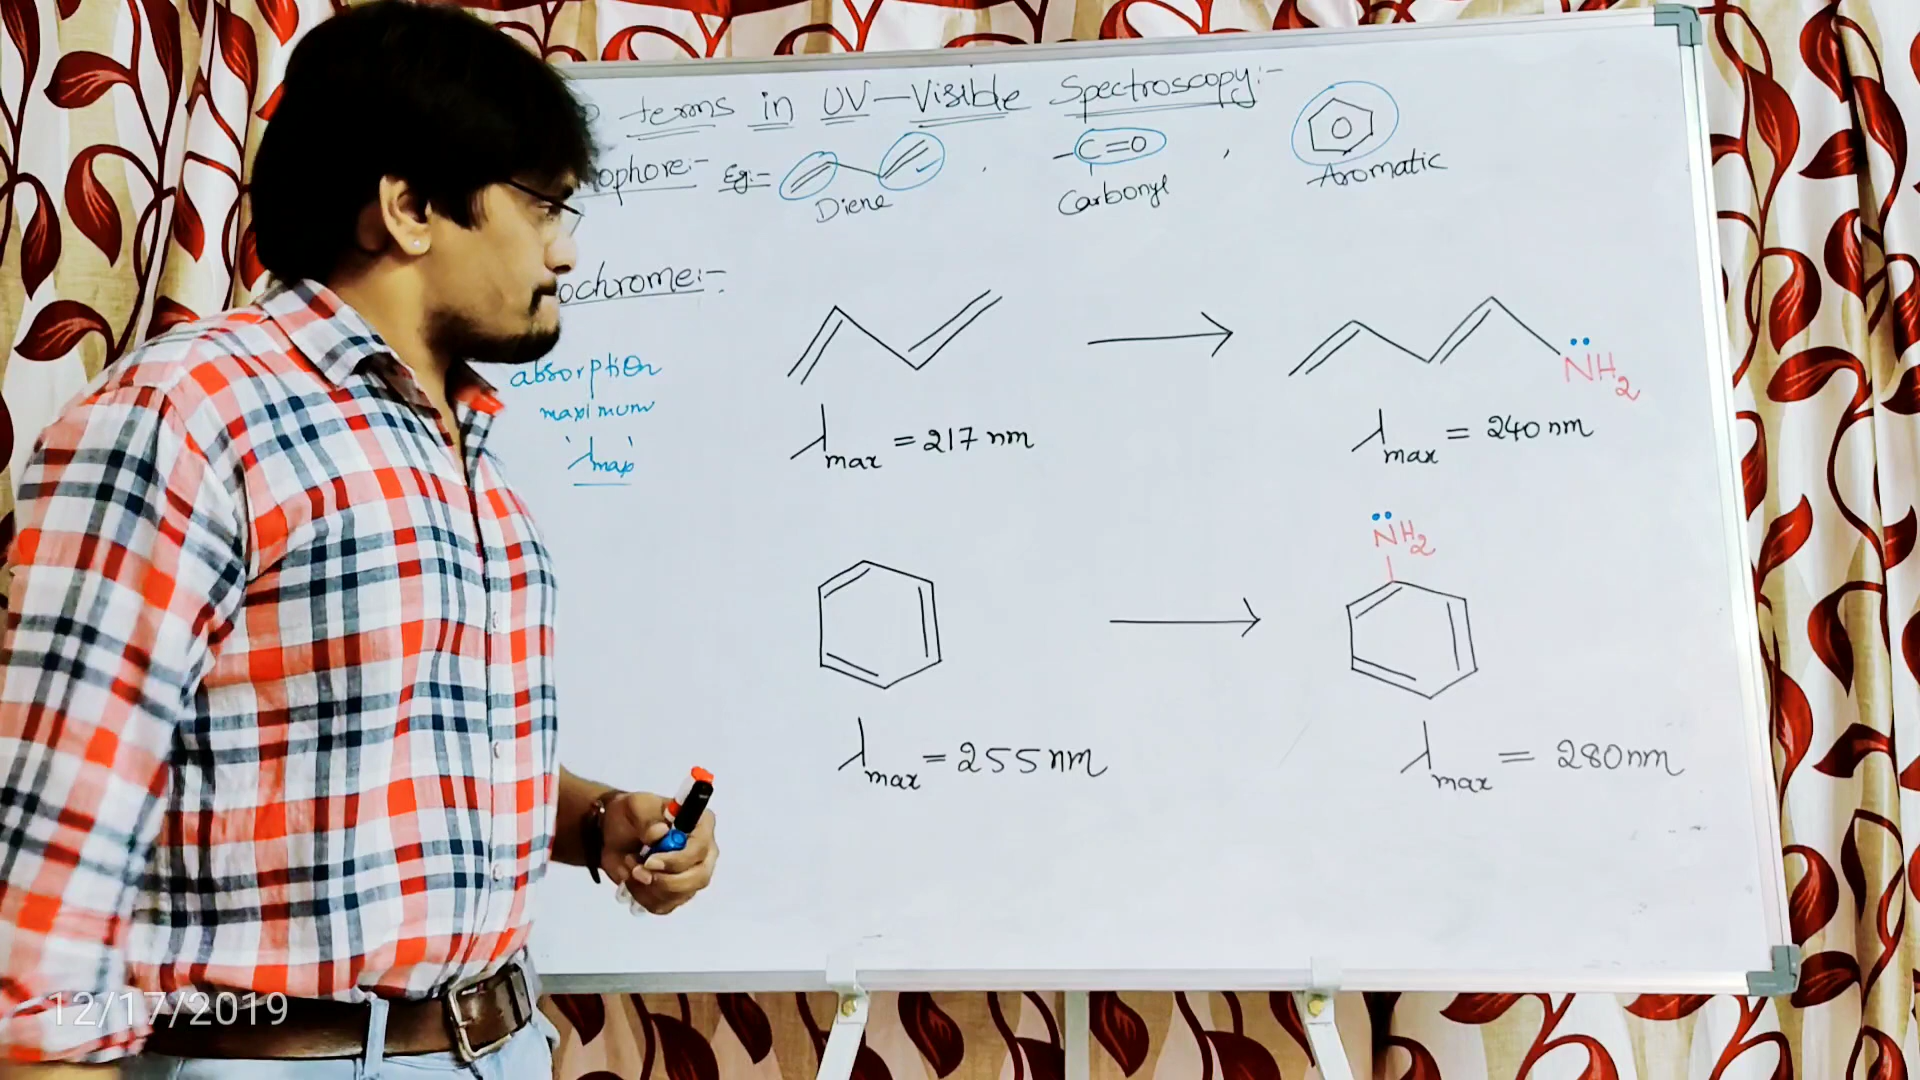 terms in UV-Visible Spectroscopy:-
ophore:- Eg:- Diene , -C=O Carbonyl , Aromatic
ochrome:-
absorption
maximum
'λmax'
NH2
λmax = 217 nm
λmax = 240 nm
NH2
λmax = 255 nm
λmax = 280 nm
12/17/2019